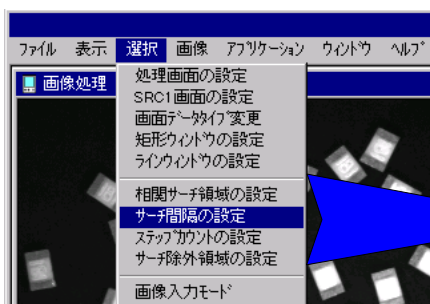 ﾌｧｲﾙ 表示 選択 画像 ｱﾌﾟﾘｹｰｼｮﾝ ｳｨﾝﾄﾞｳ ﾍﾙﾌﾟ
画像処理
処理画面の設定
SRC1画面の設定
画面ﾃﾞｰﾀﾀｲﾌﾟ変更
矩形ｳｨﾝﾄﾞｳの設定
ﾗｲﾝｳｨﾝﾄﾞｳの設定
相関ｻｰﾁ領域の設定
ｻｰﾁ間隔の設定
ｽﾃｯﾌﾟｶｳﾝﾄの設定
ｻｰﾁ除外領域の設定
画像入力ﾓｰﾄﾞ